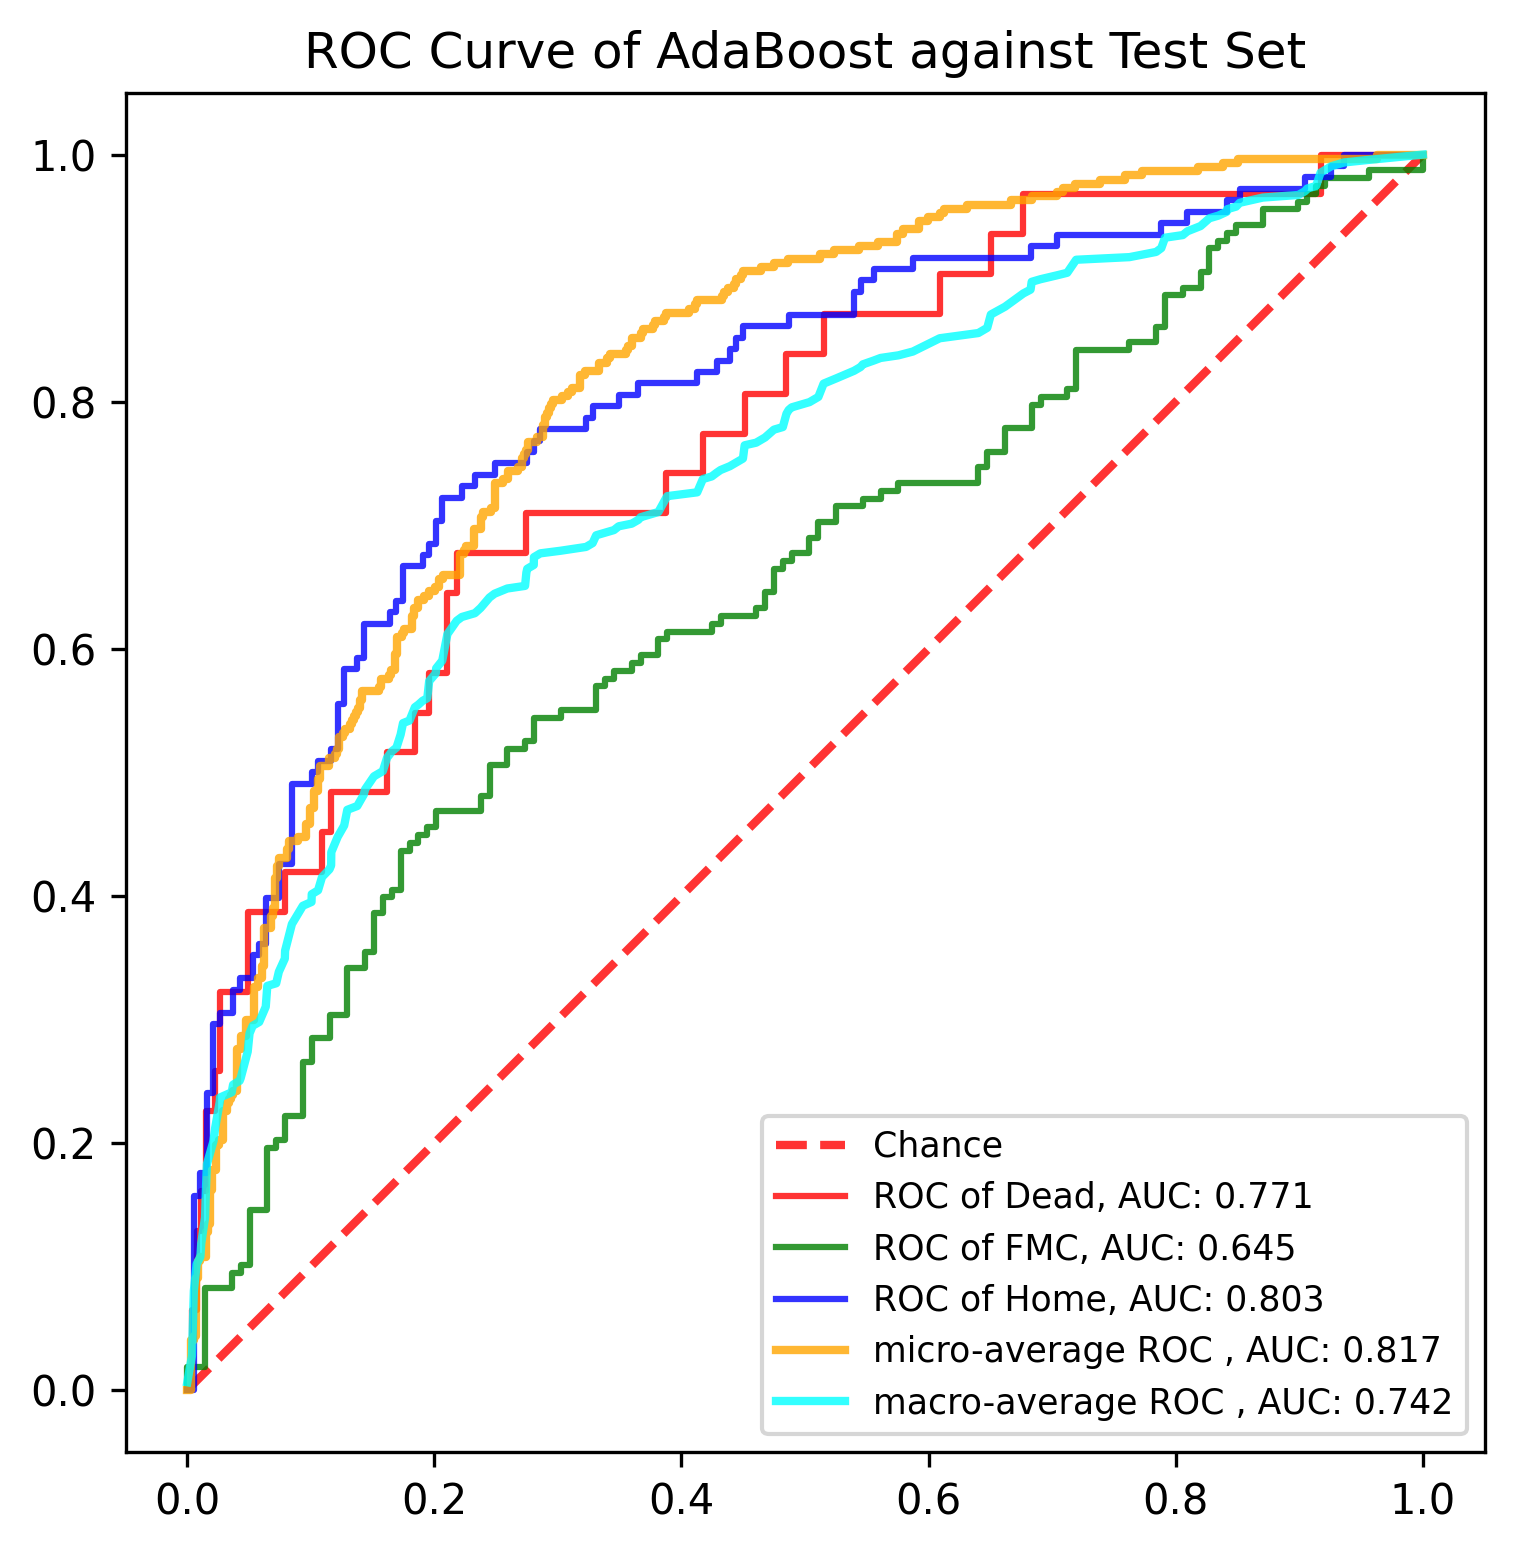 ROC Curve of AdaBoost against Test Set
1.0
0.8
0.6
0.4
0.2
0.0
Chance
ROC of Dead, AUC: 0.771
ROC of FMC, AUC: 0.645
ROC of Home, AUC: 0.803
micro-average ROC , AUC: 0.817
macro-average ROC , AUC: 0.742
0.0 0.2 0.4 0.6 0.8 1.0